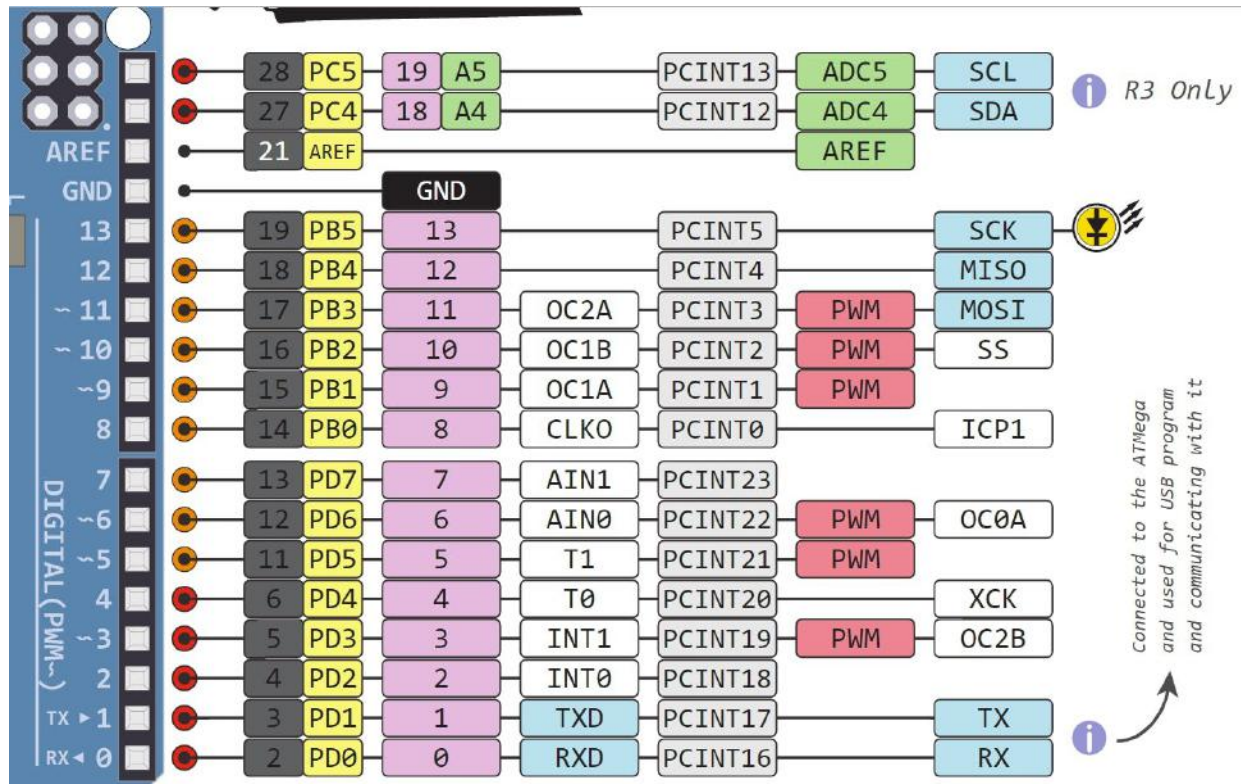 28 PC5 19 A5 PCINT13 ADC5 SCL
R3 Only
27 PC4 18 A4 PCINT12 ADC4 SDA
AREF 21 AREF AREF
GND GND
13 19 PB5 13 PCINT5 SCK
12 18 PB4 12 PCINT4 MISO
~11 17 PB3 11 OC2A PCINT3 PWM MOSI
~10 16 PB2 10 OC1B PCINT2 PWM SS
~9 15 PB1 9 OC1A PCINT1 PWM
8 14 PB0 8 CLKO PCINT0 ICP1
7 13 PD7 7 AIN1 PCINT23
~6 12 PD6 6 AIN0 PCINT22 PWM OC0A
~5 11 PD5 5 T1 PCINT21 PWM
4 6 PD4 4 T0 PCINT20 XCK
~3 5 PD3 3 INT1 PCINT19 PWM OC2B
2 4 PD2 2 INT0 PCINT18
TX ▸ 1 3 PD1 1 TXD PCINT17 TX
RX ◂ 0 2 PD0 0 RXD PCINT16 RX
DIGITAL(PWM~)
Connected to the ATMega
and used for USB program
and communicating with it